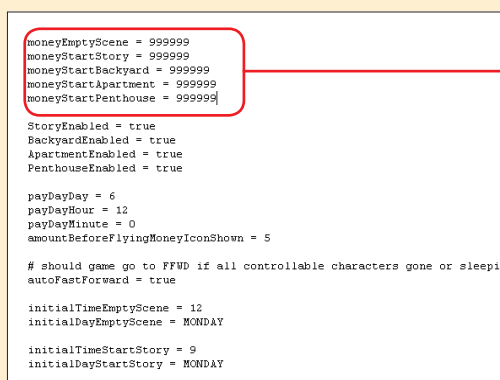 moneyEmptyScene = 999999
moneyStartStory = 999999
moneyStartBackyard = 999999
moneyStartApartment = 999999
moneyStartPenthouse = 999999
StoryEnabled = true
BackyardEnabled = true
ApartmentEnabled = true
PenthouseEnabled = true
payDayDay = 6
payDayHour = 12
payDayMinute = 0
amountBeforeFlyingMoneyIconShown = 5
# should game go to FFWD if all controllable characters gone or sleepi
autoFastForward = true
initialTimeEmptyScene = 12
initialDayEmptyScene = MONDAY
initialTimeStartStory = 9
initialDayStartStory = MONDAY